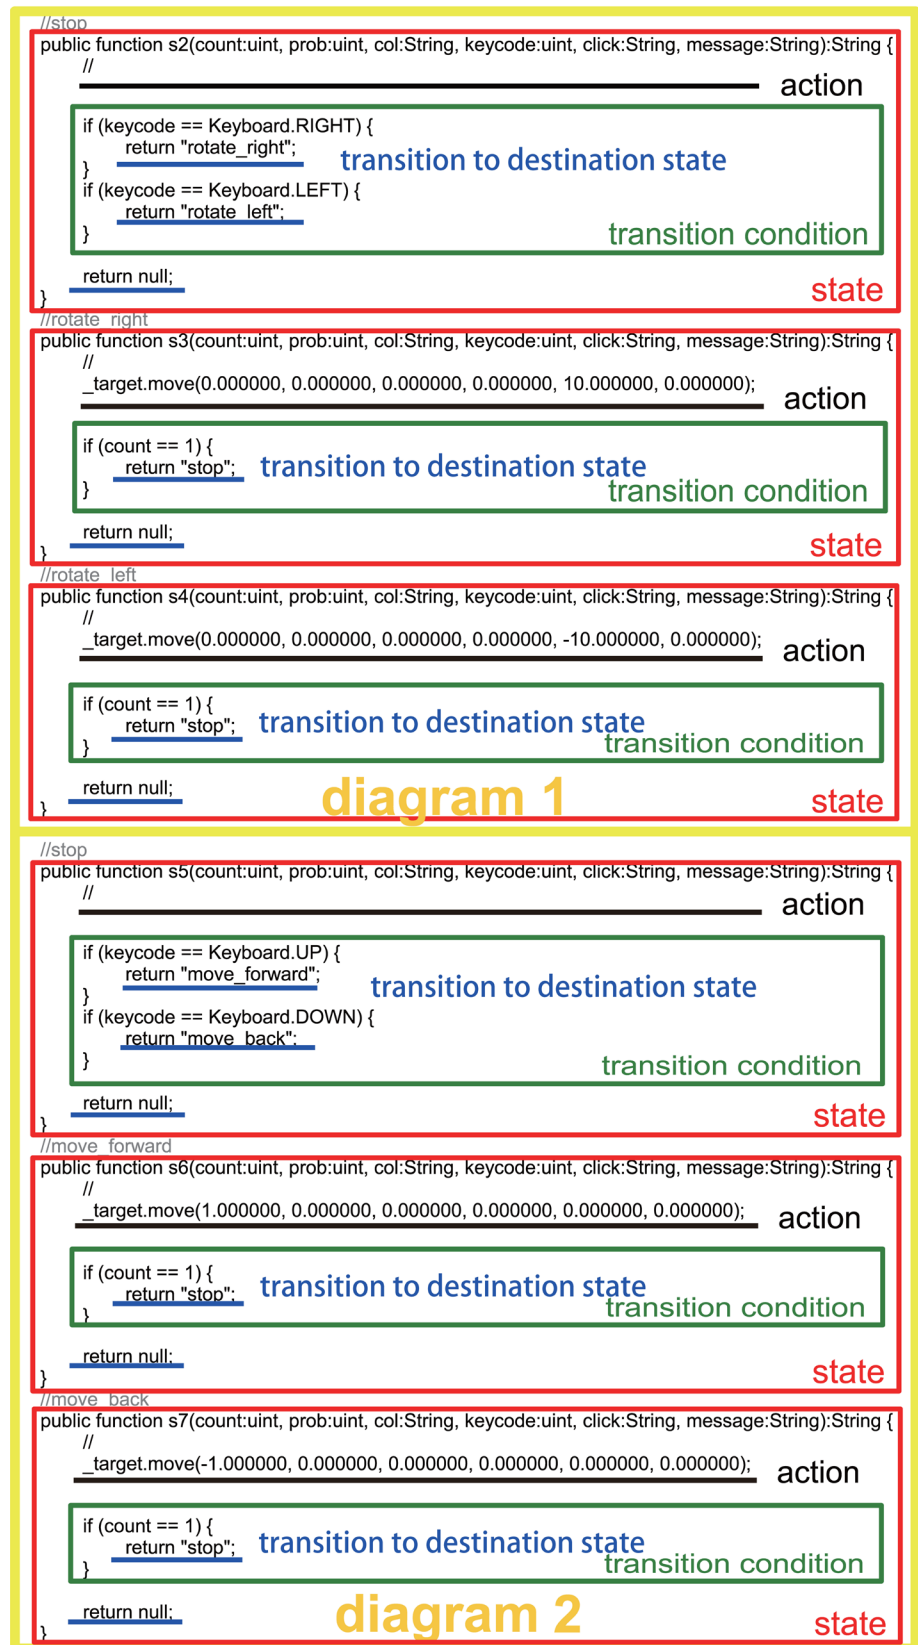 //stop
public function s2(count:uint, prob:uint, col:String, keycode:uint, click:String, message:String):String {
//
action
if (keycode == Keyboard.RIGHT) {
return "rotate_right";
transition to destination state
}
if (keycode == Keyboard.LEFT) {
return "rotate_left";
}
transition condition
return null;
state
}
//rotate_right
public function s3(count:uint, prob:uint, col:String, keycode:uint, click:String, message:String):String {
//
_target.move(0.000000, 0.000000, 0.000000, 0.000000, 10.000000, 0.000000);
action
if (count == 1) {
return "stop";
transition to destination state
}
transition condition
return null;
state
}
//rotate_left
public function s4(count:uint, prob:uint, col:String, keycode:uint, click:String, message:String):String {
//
_target.move(0.000000, 0.000000, 0.000000, 0.000000, -10.000000, 0.000000);
action
if (count == 1) {
return "stop";
transition to destination state
}
transition condition
return null;
diagram 1
state
}
//stop
public function s5(count:uint, prob:uint, col:String, keycode:uint, click:String, message:String):String {
//
action
if (keycode == Keyboard.UP) {
return "move_forward";
transition to destination state
}
if (keycode == Keyboard.DOWN) {
return "move_back";
}
transition condition
return null;
state
}
//move_forward
public function s6(count:uint, prob:uint, col:String, keycode:uint, click:String, message:String):String {
//
_target.move(1.000000, 0.000000, 0.000000, 0.000000, 0.000000, 0.000000);
action
if (count == 1) {
return "stop";
transition to destination state
}
transition condition
return null;
state
}
//move_back
public function s7(count:uint, prob:uint, col:String, keycode:uint, click:String, message:String):String {
//
_target.move(-1.000000, 0.000000, 0.000000, 0.000000, 0.000000, 0.000000);
action
if (count == 1) {
return "stop";
transition to destination state
}
transition condition
return null;
diagram 2
state
}